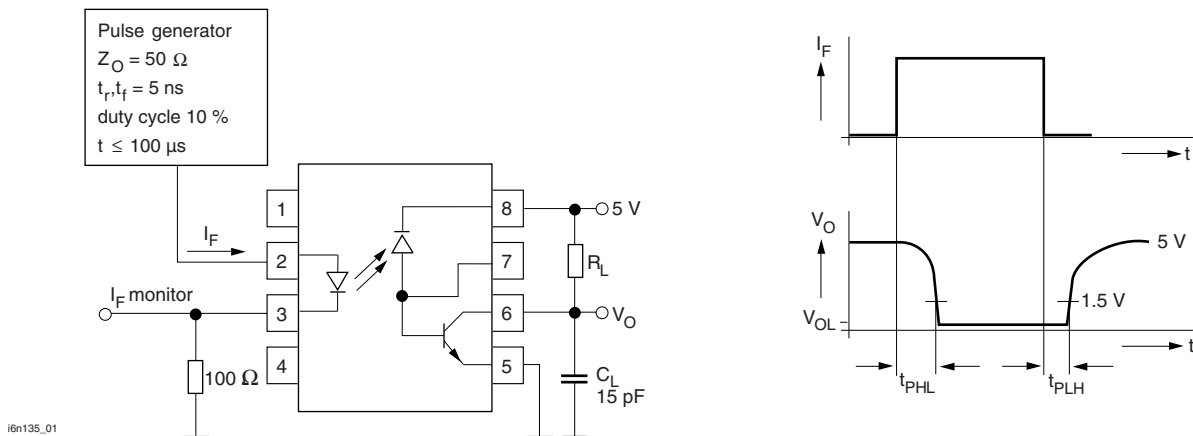 Pulse generator
Z_O = 50 Ω
t_r,t_f = 5 ns
duty cycle 10 %
t ≤ 100 µs
1
8
5 V
I_F
2
7
R_L
I_F monitor
3
6
V_O
4
5
100 Ω
C_L
15 pF
i6n135_01
I_F
t
V_O
5 V
1.5 V
V_OL
t
t_PHL
t_PLH